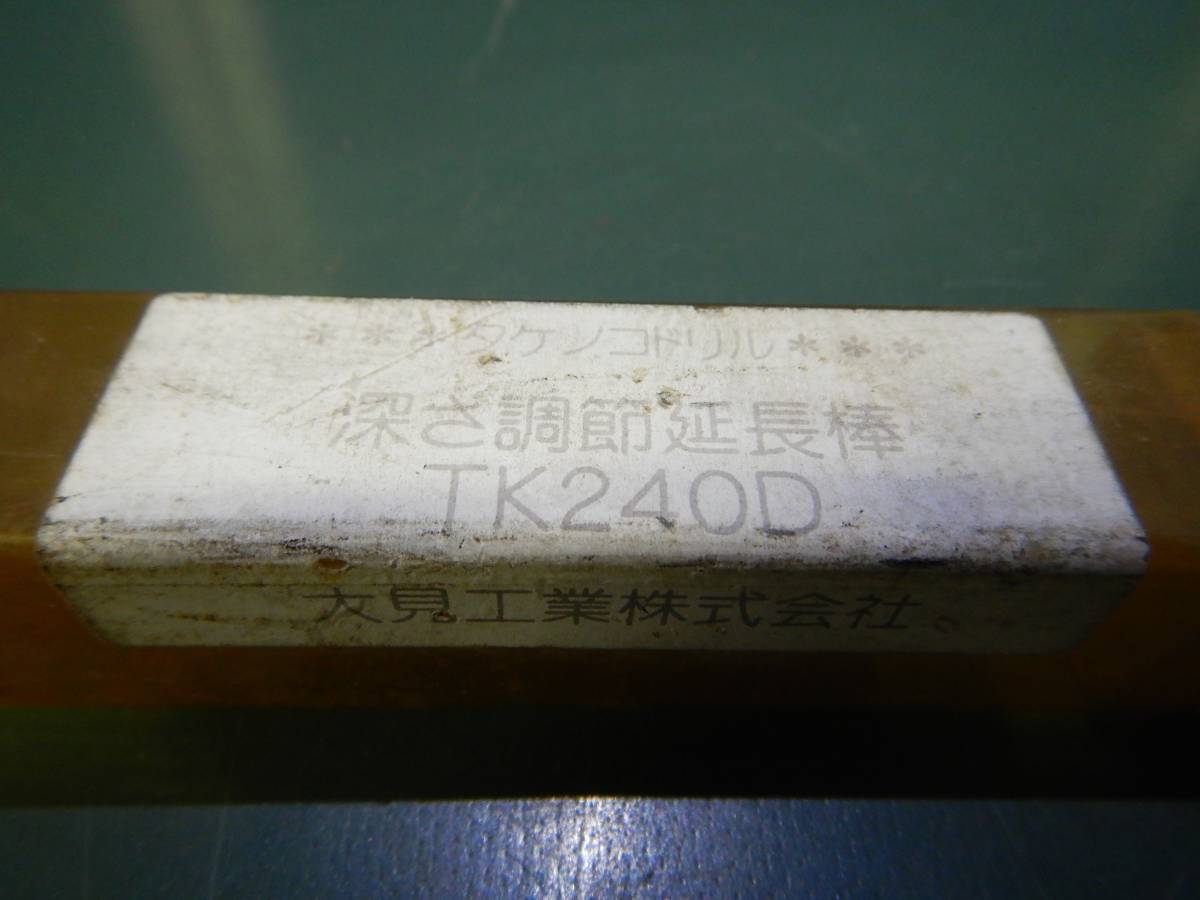 ***タケノコドリル***
深さ調節延長棒
TK240D
大見工業株式会社